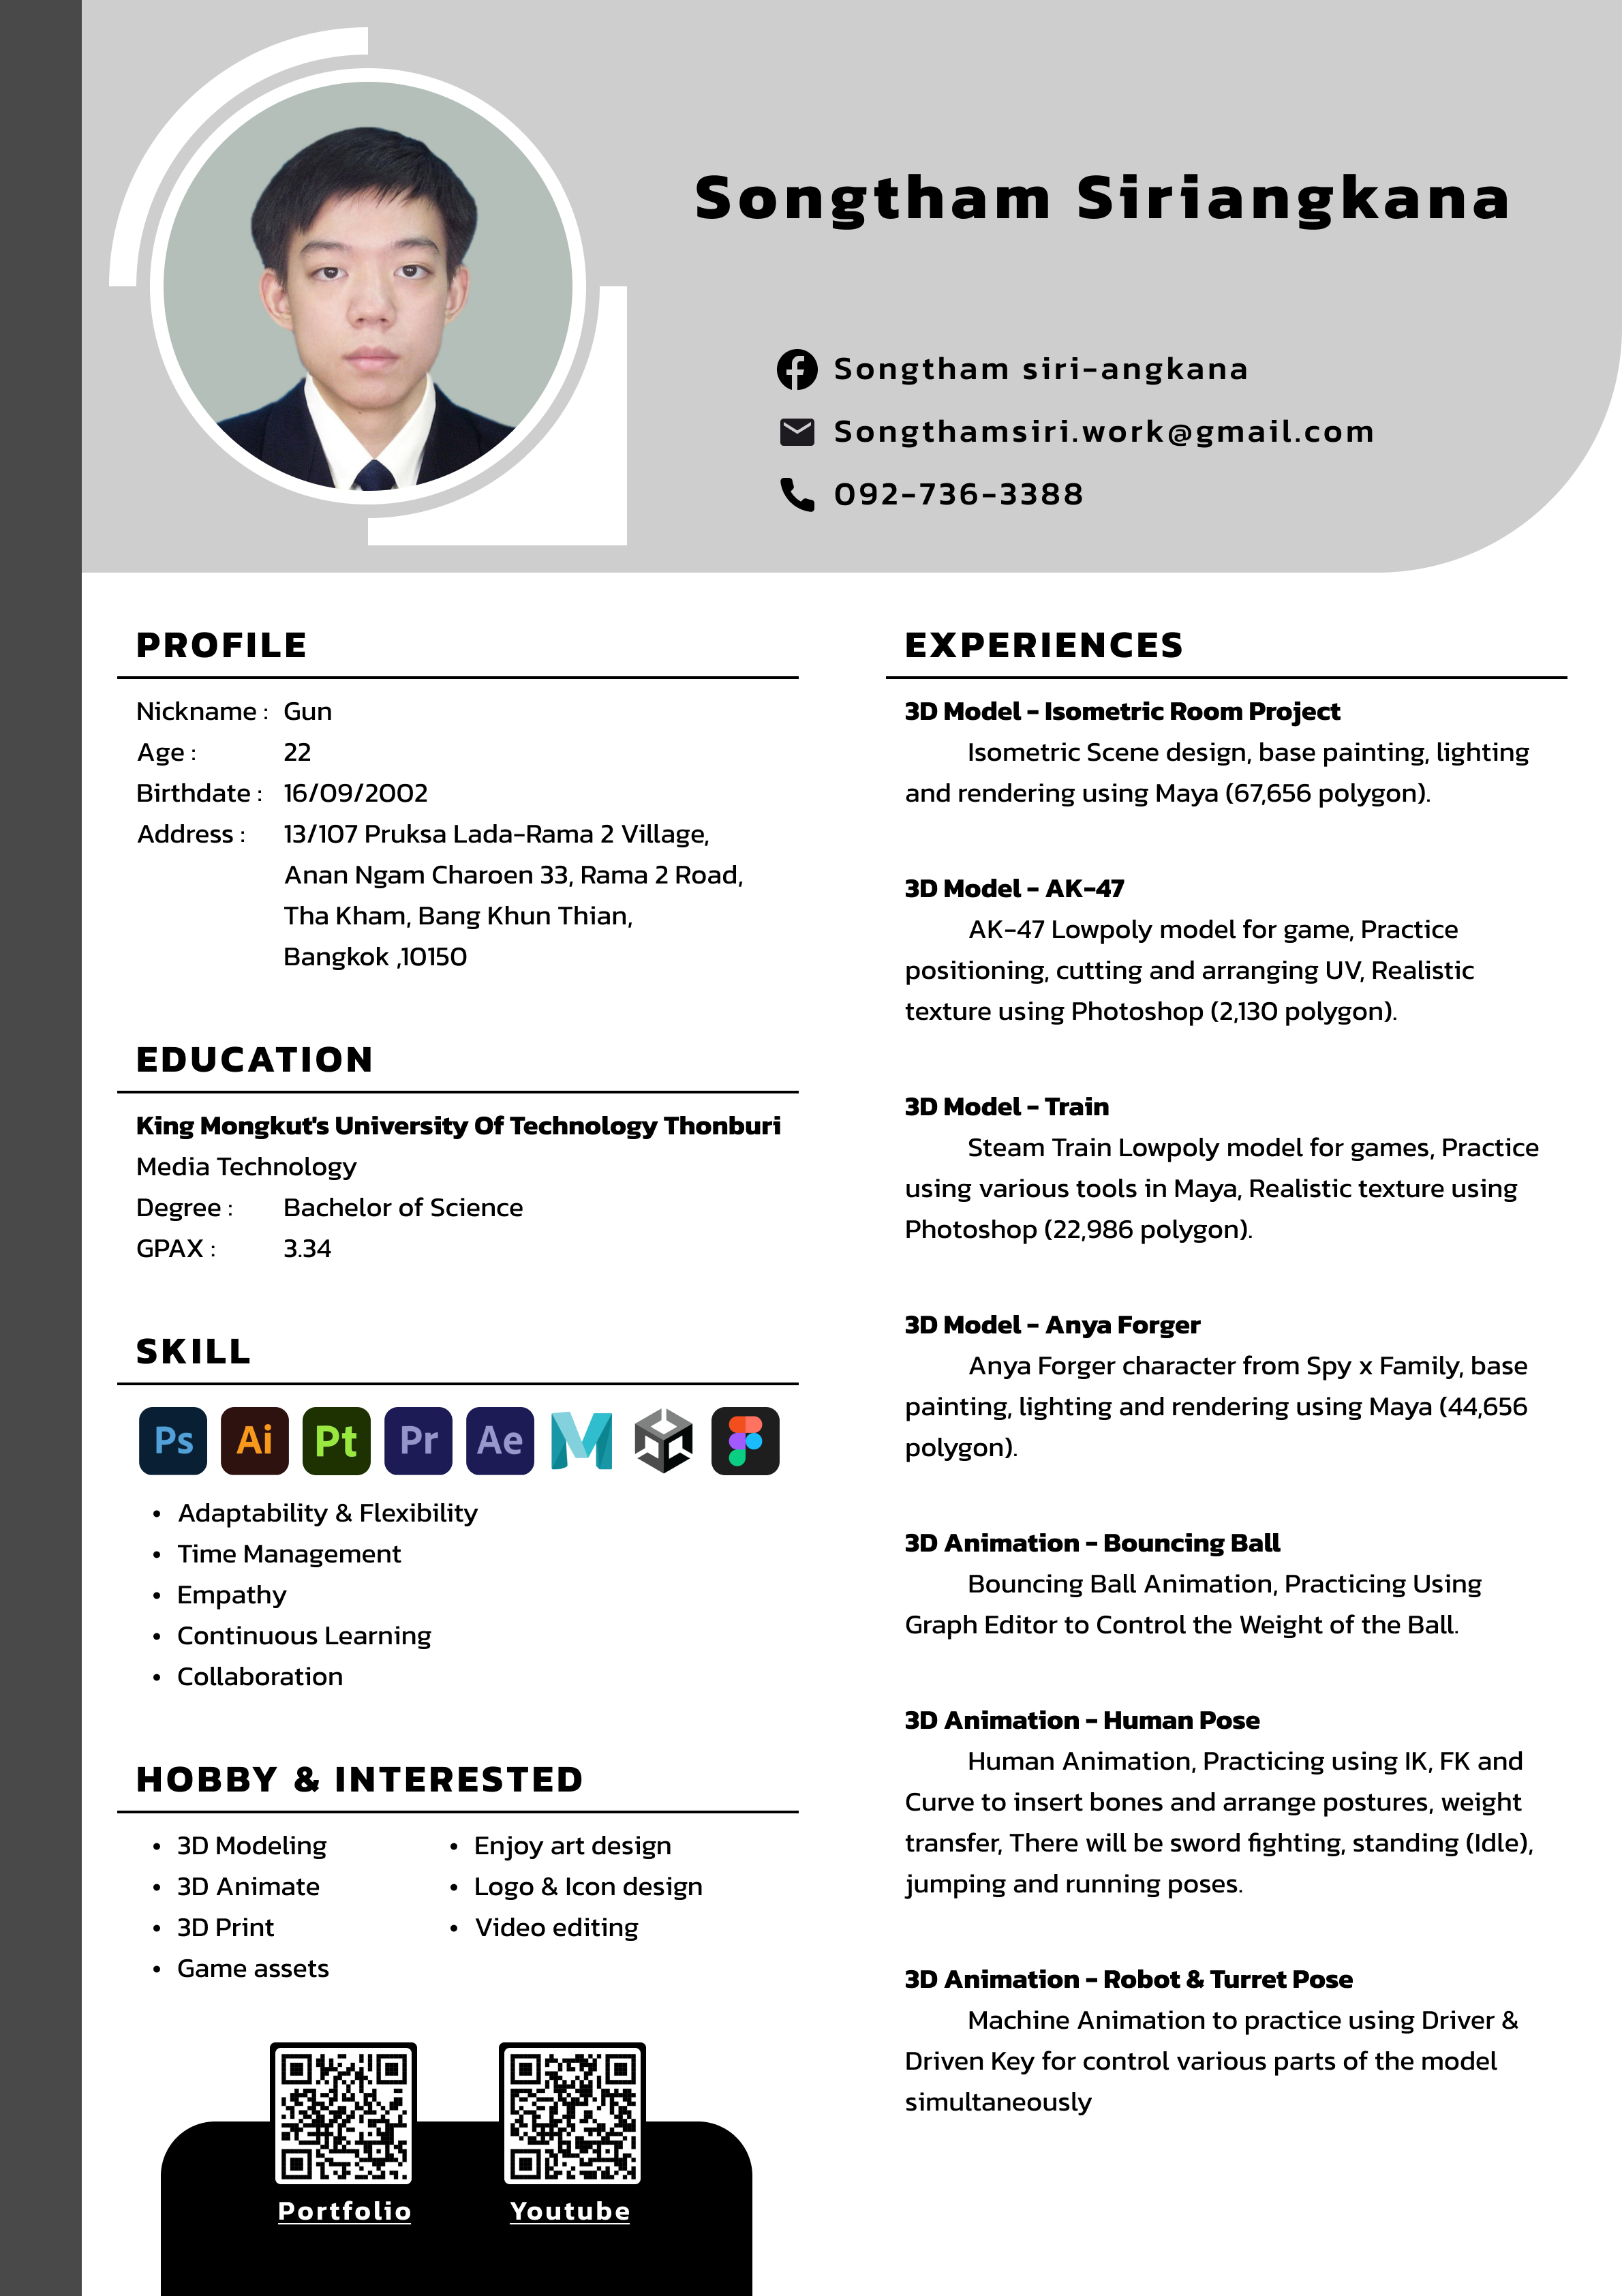 Songtham Siriangkana
Songtham siri-angkana
Songthamsiri.work@gmail.com
092-736-3388
PROFILE
Nickname : Gun
Age : 22
Birthdate : 16/09/2002
Address : 13/107 Pruksa Lada-Rama 2 Village,
Anan Ngam Charoen 33, Rama 2 Road,
Tha Kham, Bang Khun Thian,
Bangkok ,10150
EDUCATION
King Mongkut's University Of Technology Thonburi
Media Technology
Degree : Bachelor of Science
GPAX : 3.34
SKILL
Ps Ai Pt Pr Ae
• Adaptability & Flexibility
• Time Management
• Empathy
• Continuous Learning
• Collaboration
HOBBY & INTERESTED
• 3D Modeling
• 3D Animate
• 3D Print
• Game assets
• Enjoy art design
• Logo & Icon design
• Video editing
Portfolio
Youtube
EXPERIENCES
3D Model - Isometric Room Project
Isometric Scene design, base painting, lighting
and rendering using Maya (67,656 polygon).
3D Model - AK-47
AK-47 Lowpoly model for game, Practice
positioning, cutting and arranging UV, Realistic
texture using Photoshop (2,130 polygon).
3D Model - Train
Steam Train Lowpoly model for games, Practice
using various tools in Maya, Realistic texture using
Photoshop (22,986 polygon).
3D Model - Anya Forger
Anya Forger character from Spy x Family, base
painting, lighting and rendering using Maya (44,656
polygon).
3D Animation - Bouncing Ball
Bouncing Ball Animation, Practicing Using
Graph Editor to Control the Weight of the Ball.
3D Animation - Human Pose
Human Animation, Practicing using IK, FK and
Curve to insert bones and arrange postures, weight
transfer, There will be sword fighting, standing (Idle),
jumping and running poses.
3D Animation - Robot & Turret Pose
Machine Animation to practice using Driver &
Driven Key for control various parts of the model
simultaneously